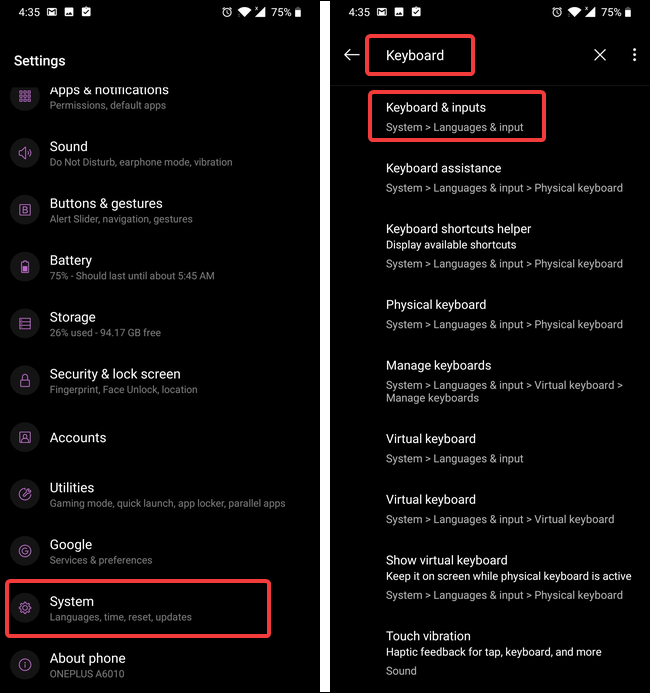 4:35
75%
Settings
Apps & notifications
Permissions, default apps
Sound
Do Not Disturb, earphone mode, vibration
Buttons & gestures
Alert Slider, navigation, gestures
Battery
75% - Should last until about 5:45 AM
Storage
26% used - 94.17 GB free
Security & lock screen
Fingerprint, Face Unlock, location
Accounts
Utilities
Gaming mode, quick launch, app locker, parallel apps
Google
Services & preferences
System
Languages, time, reset, updates
About phone
ONEPLUS A6010
4:35
75%
Keyboard
Keyboard & inputs
System > Languages & input
Keyboard assistance
System > Languages & input > Physical keyboard
Keyboard shortcuts helper
Display available shortcuts
System > Languages & input > Physical keyboard
Physical keyboard
System > Languages & input > Physical keyboard
Manage keyboards
System > Languages & input > Virtual keyboard >
Manage keyboards
Virtual keyboard
System > Languages & input
Virtual keyboard
System > Languages & input > Virtual keyboard
Show virtual keyboard
Keep it on screen while physical keyboard is active
System > Languages & input > Physical keyboard
Touch vibration
Haptic feedback for tap, keyboard, and more
Sound